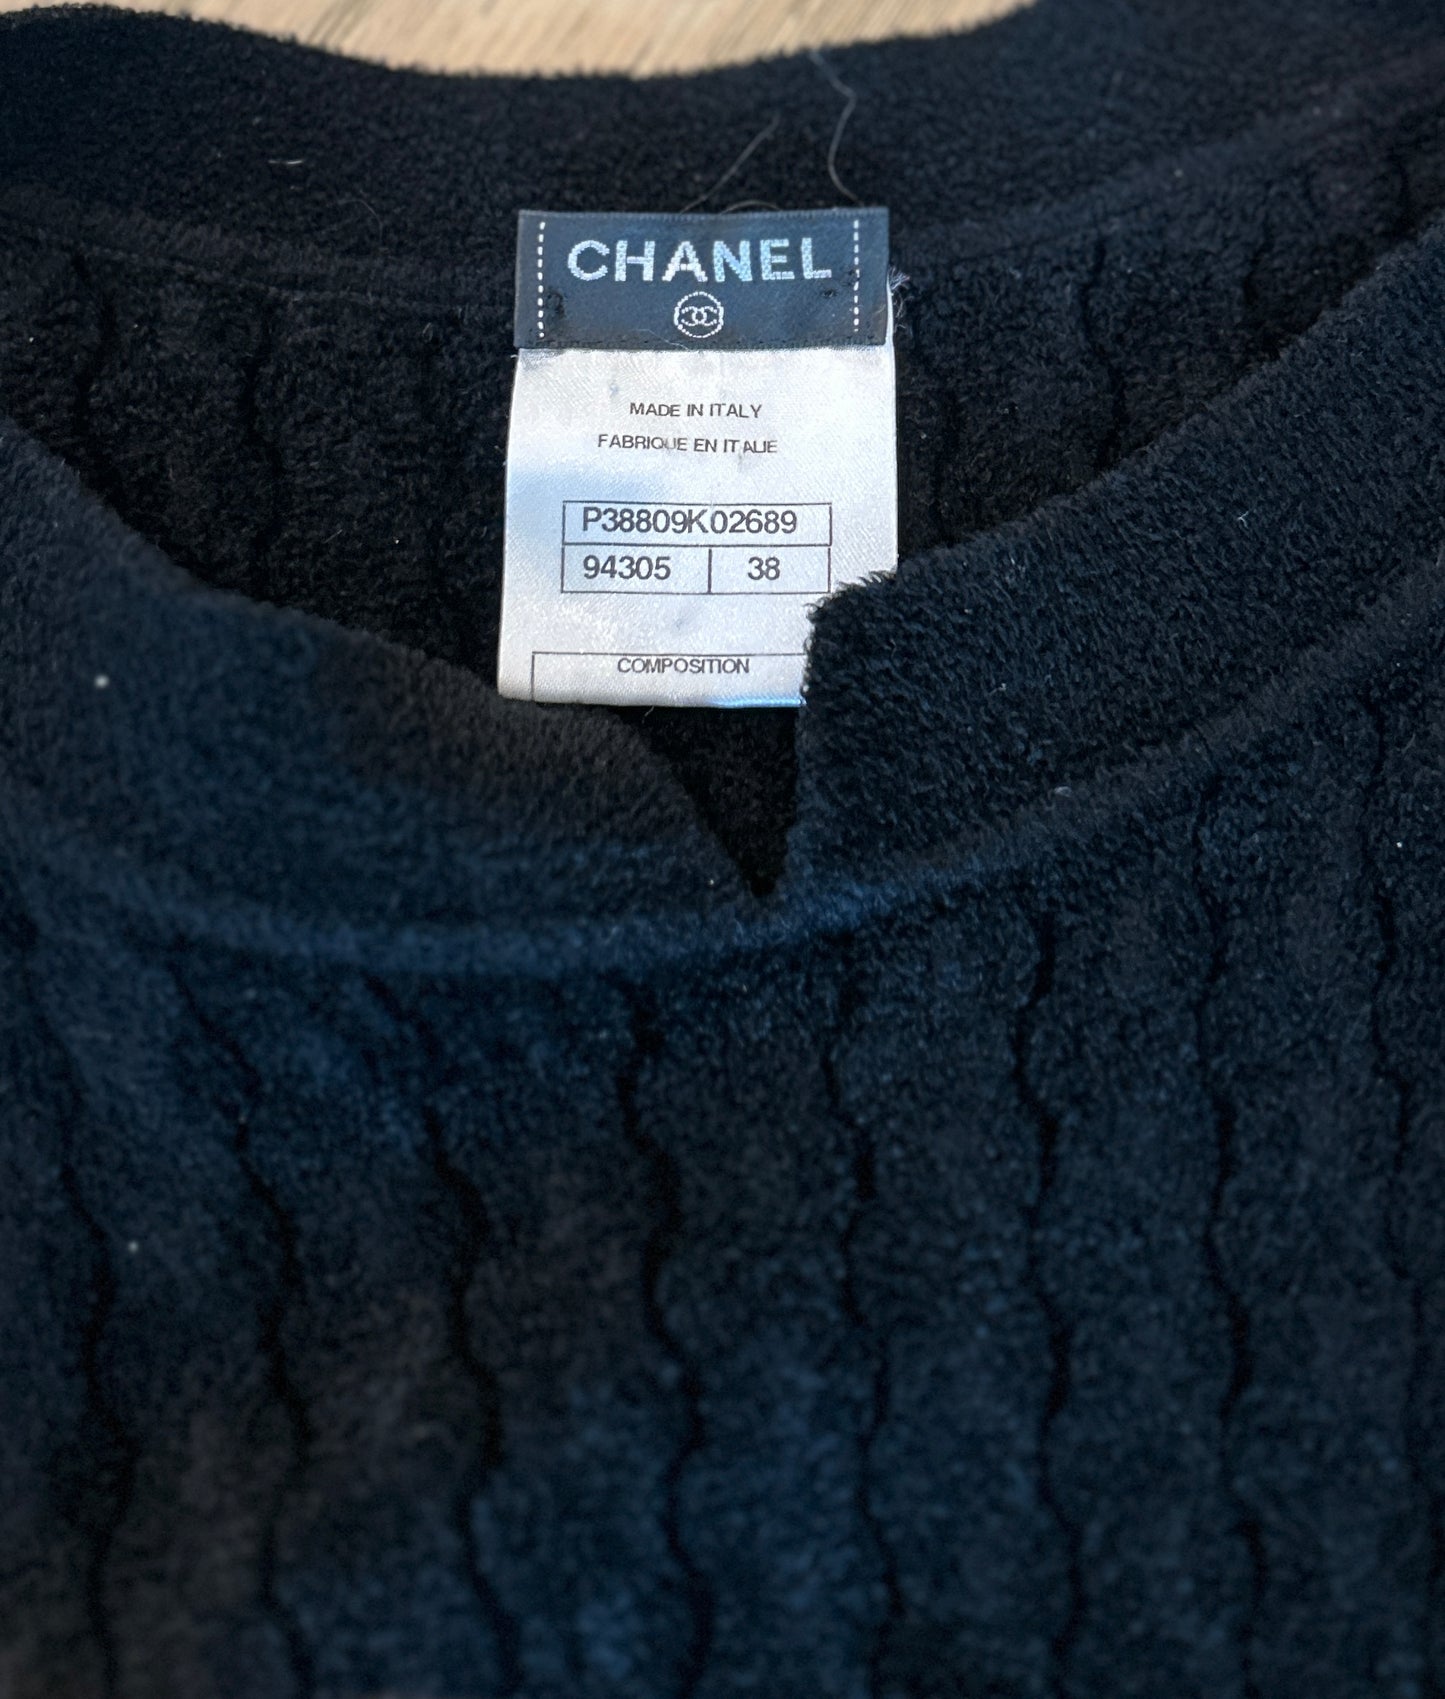 CHANEL
MADE IN ITALY
FABRIQUE EN ITALIE
P38809K02689
94305 38
COMPOSITION